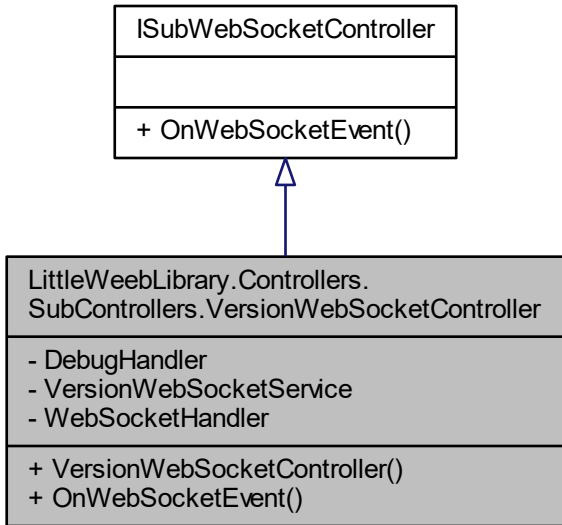 ISubWebSocketController
+ OnWebSocketEvent()
LittleWeebLibrary.Controllers.
SubControllers.VersionWebSocketController
- DebugHandler
- VersionWebSocketService
- WebSocketHandler
+ VersionWebSocketController()
+ OnWebSocketEvent()